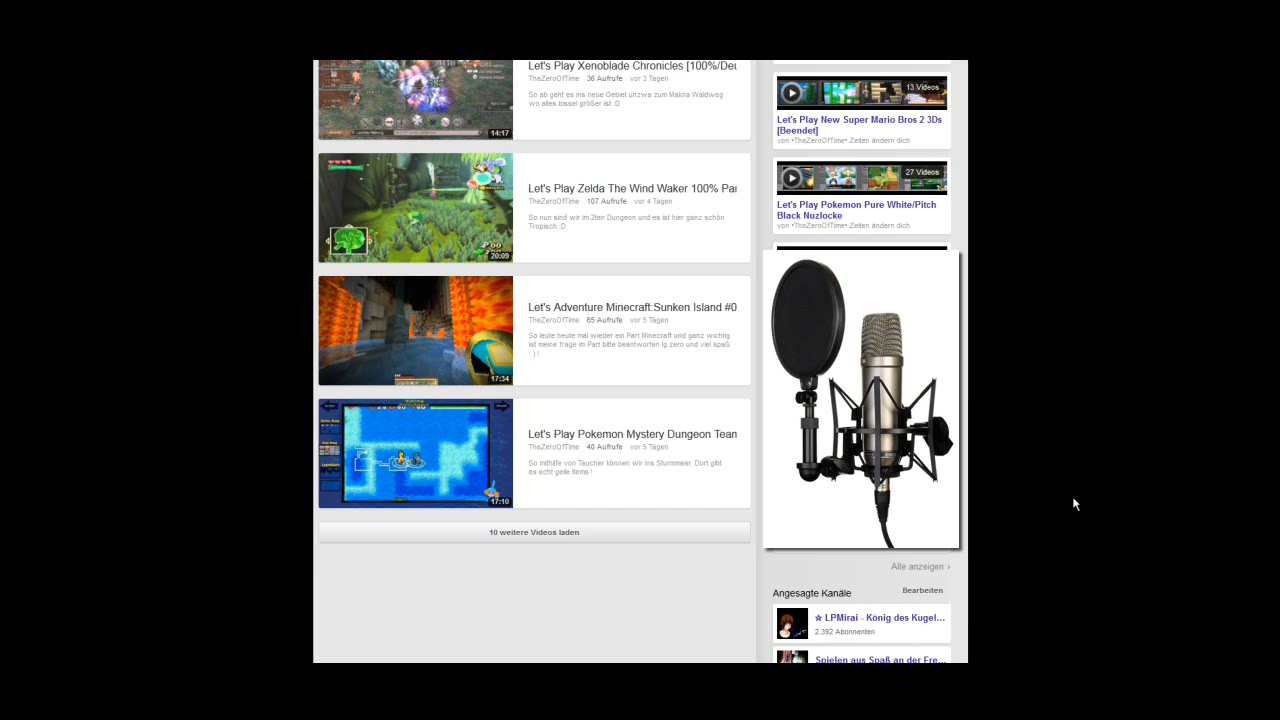 Let's Play Xenoblade Chronicles [100%/Deu
TheZeroOfTime 36 Aufrufe vor 3 Tagen
So ab geht es ins neue Gebiet unzwa zum Makna Waldweg
wo alles bissel größer ist :D
14:17
Let's Play Zelda The Wind Waker 100% Par
TheZeroOfTime 107 Aufrufe vor 4 Tagen
So nun sind wir im 2ten Dungeon und es ist hier ganz schön
Tropisch :D
20:09
Let's Adventure Minecraft:Sunken Island #0
TheZeroOfTime 65 Aufrufe vor 5 Tagen
So leute heute mal wieder ein Part Minecraft und ganz wichtig
ist meine frage im Part bitte beantworten lg zero und viel spaß
: ) !
17:34
Let's Play Pokemon Mystery Dungeon Team
TheZeroOfTime 40 Aufrufe vor 5 Tagen
So mithilfe von Taucher können wir ins Sturmmeer. Dort gibt
es echt geile Items !
17:10
10 weitere Videos laden
13 Videos
Let's Play New Super Mario Bros 2 3Ds
[Beendet]
von •TheZeroOfTime• Zeiten ändern dich
27 Videos
Let's Play Pokemon Pure White/Pitch
Black Nuzlocke
von •TheZeroOfTime• Zeiten ändern dich
Alle anzeigen ›
Angesagte Kanäle
Bearbeiten
☆ LPMirai - König des Kugel...
2.392 Abonnenten
Spielen aus Spaß an der Fre...